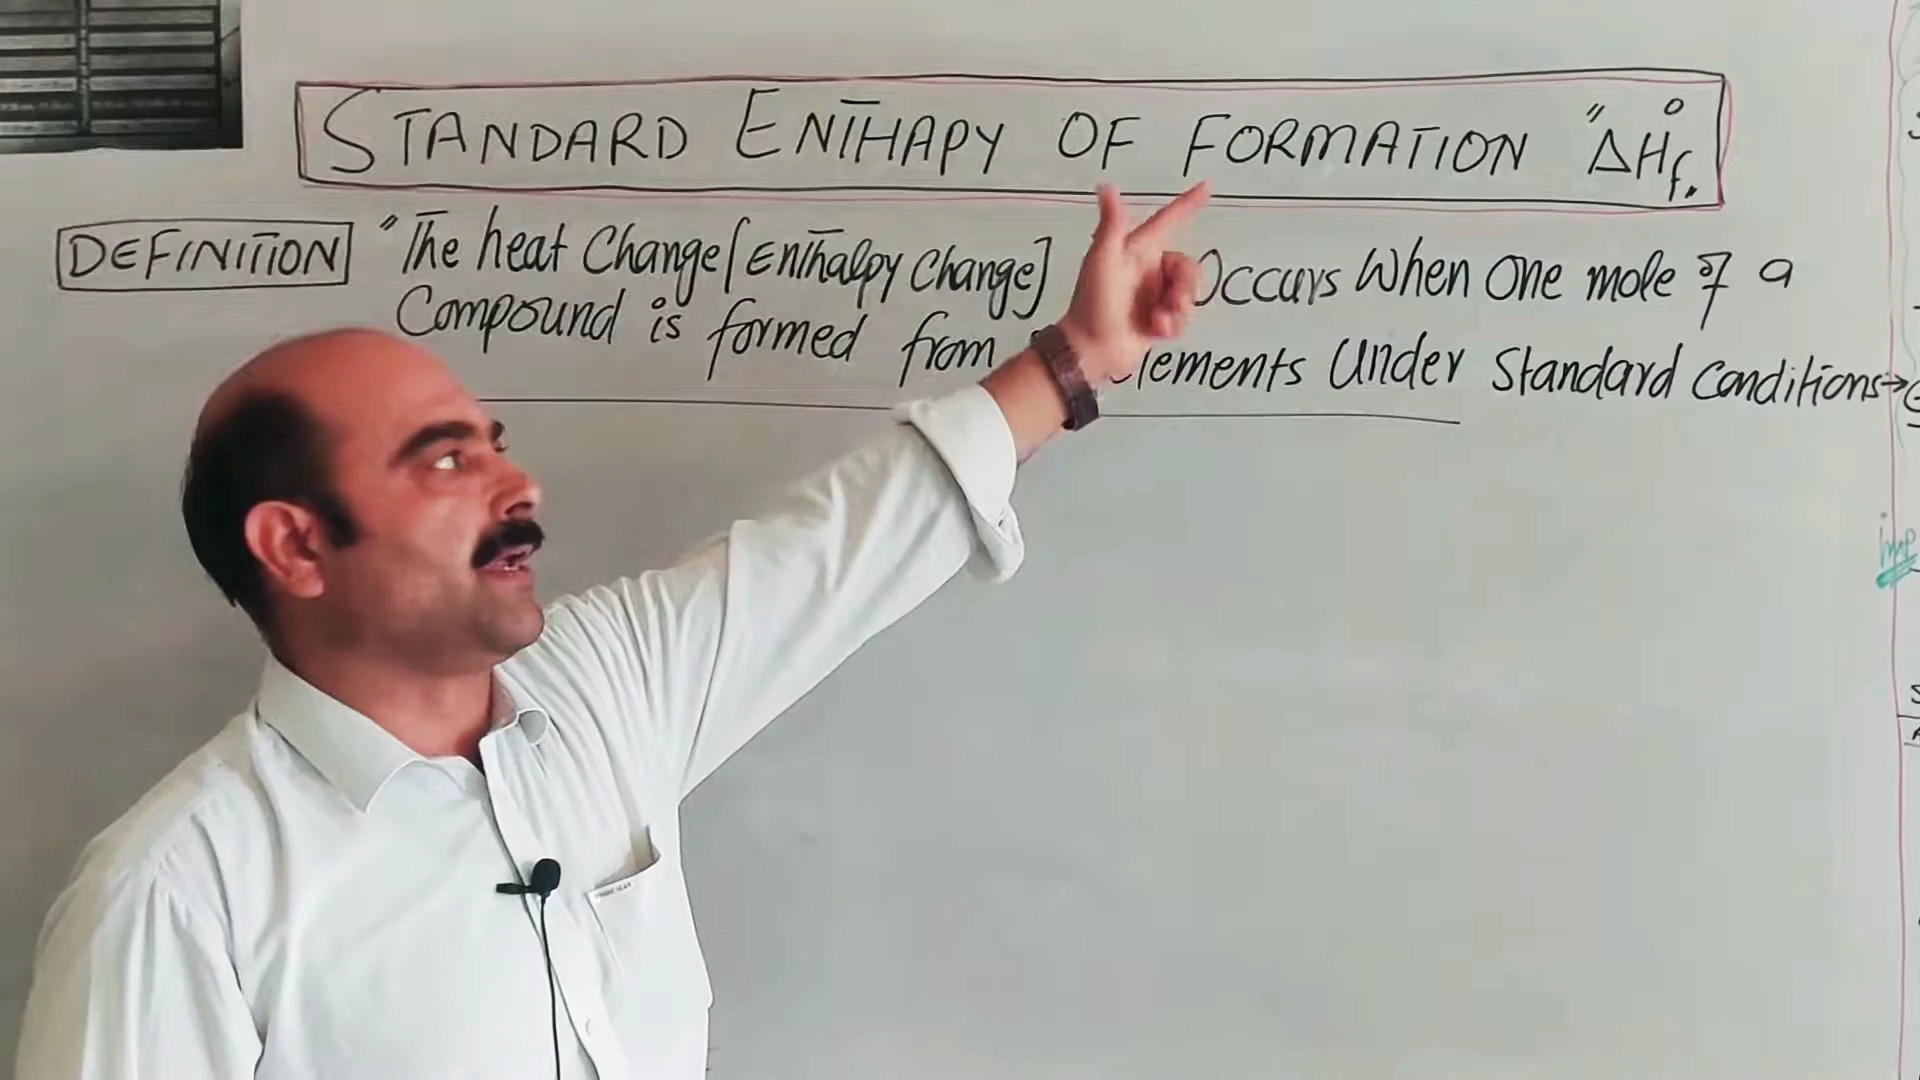 STANDARD ENTHAPY OF FORMATION "ΔH°f"
DEFINITION "The heat Change [Enthalpy Change] Occurs When One mole of a
Compound is formed from Elements Under Standard Conditions→
imp